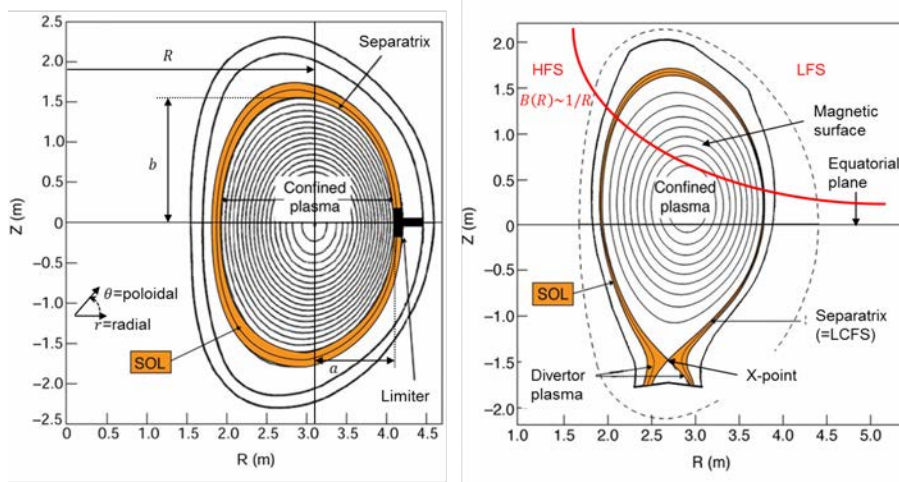 2.5
2.0
1.5
1.0
0.5
0
−0.5
−1.0
−1.5
−2.0
−2.5
Z (m)
R
Separatrix
b
Confined
plasma
θ=poloidal
r=radial
SOL
a
Limiter
0 0.5 1.0 1.5 2.0 2.5 3.0 3.5 4.0 4.5
R (m)
2.0
1.0
0
−0.5
−1.0
−1.5
−2.0
Z (m)
HFS
LFS
B(R)~1/R
Magnetic
surface
Equatorial
plane
Confined
plasma
SOL
Separatrix
(=LCFS)
Divertor
plasma
X-point
1.0 1.5 2.0 2.5 3.0 3.5 4.0 4.5 5.0
R (m)